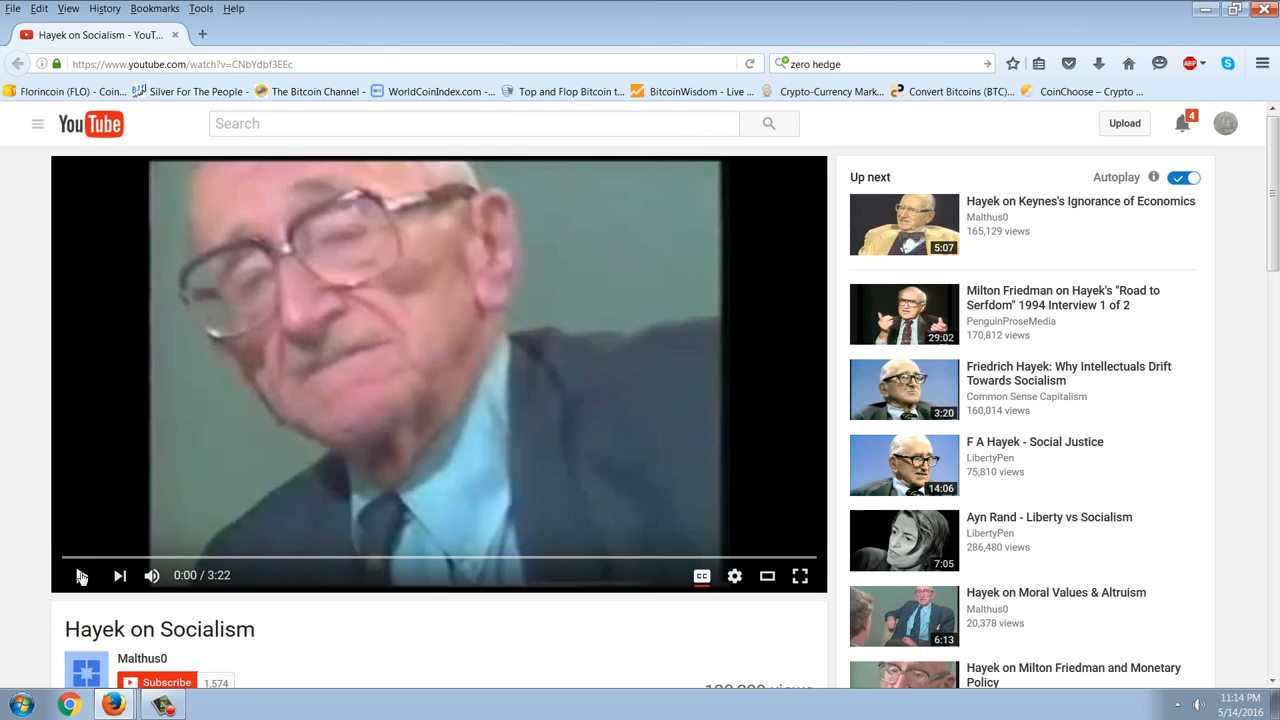 File Edit View History Bookmarks Tools Help
Hayek on Socialism - YouT...
https://www.youtube.com/watch?v=CNbYdbf3EEc
zero hedge
ABP
Florincoin (FLO) - Coin... Silver For The People - ... The Bitcoin Channel - ... WorldCoinIndex.com -... Top and Flop Bitcoin t... BitcoinWisdom - Live ... Crypto-Currency Mark... Convert Bitcoins (BTC)... CoinChoose – Crypto ...
YouTube
Search
Upload
4
Up next
Autoplay
Hayek on Keynes's Ignorance of Economics
Malthus0
165,129 views
5:07
Milton Friedman on Hayek's "Road to
Serfdom" 1994 Interview 1 of 2
PenguinProseMedia
170,812 views
29:02
Friedrich Hayek: Why Intellectuals Drift
Towards Socialism
Common Sense Capitalism
160,014 views
3:20
F A Hayek - Social Justice
LibertyPen
75,810 views
14:06
Ayn Rand - Liberty vs Socialism
LibertyPen
286,480 views
7:05
Hayek on Moral Values & Altruism
Malthus0
20,378 views
6:13
Hayek on Milton Friedman and Monetary
Policy
0:00 / 3:22
CC
Hayek on Socialism
Malthus0
Subscribe 1,574
views
11:14 PM
5/14/2016